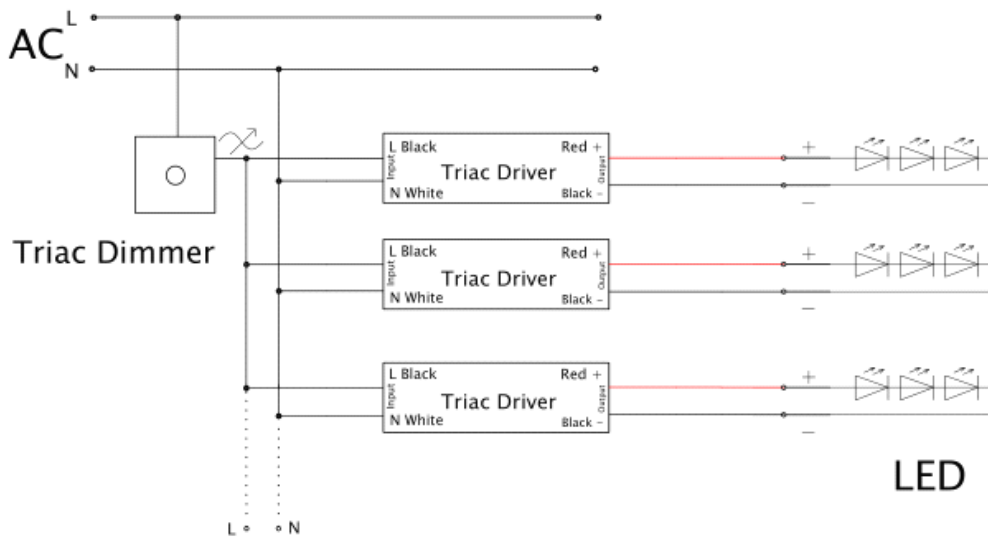 L
AC
N
L Black
Red +
Input
Triac Driver
Output
N White
Black -
Triac Dimmer
+
−
L Black
Red +
Input
Triac Driver
Output
N White
Black -
+
−
L Black
Red +
Input
Triac Driver
Output
N White
Black -
+
−
LED
L
N